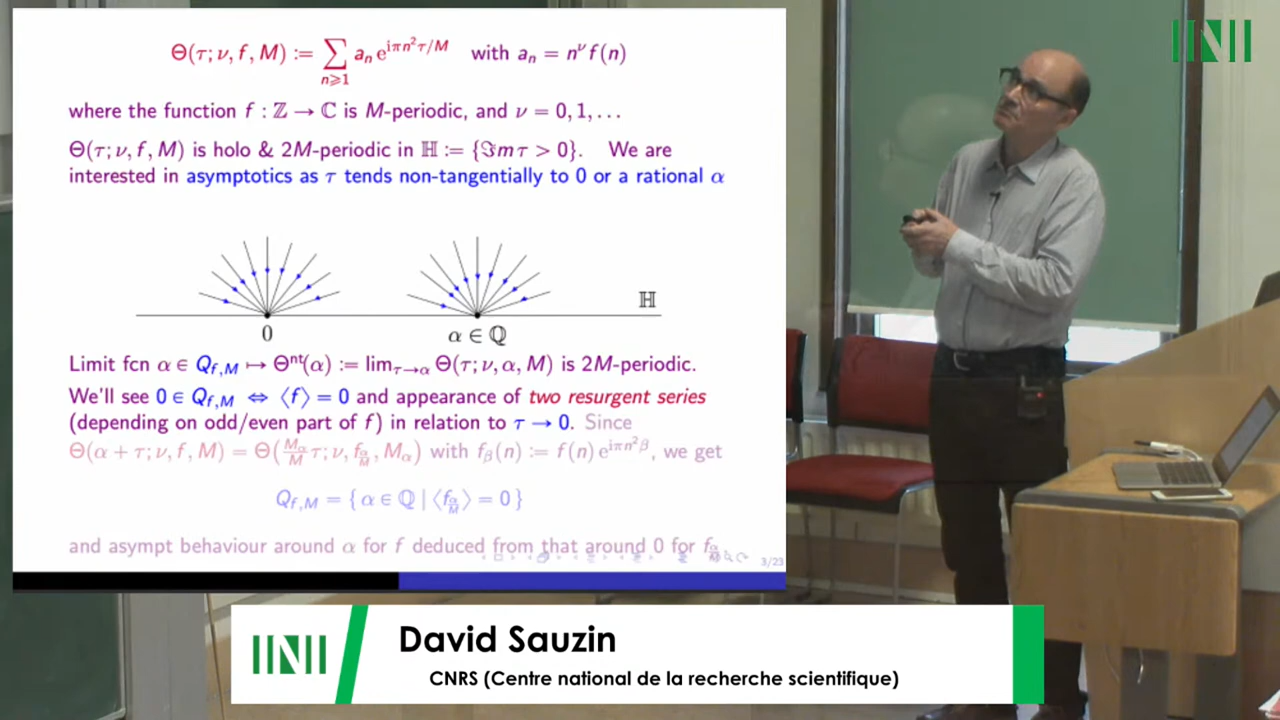 Θ(τ; ν, f, M) := ∑_{n⩾1} a_n e^{iπn²τ/M} with a_n = n^ν f(n)
where the function f : ℤ → ℂ is M-periodic, and ν = 0, 1, . . .
Θ(τ; ν, f, M) is holo & 2M-periodic in ℍ := {ℑm τ > 0}. We are
interested in asymptotics as τ tends non-tangentially to 0 or a rational α
ℍ
0
α ∈ ℚ
Limit fcn α ∈ Q_{f,M} ↦ Θ^{nt}(α) := lim_{τ→α} Θ(τ; ν, α, M) is 2M-periodic.
We'll see 0 ∈ Q_{f,M} ⇔ ⟨f⟩ = 0 and appearance of two resurgent series
(depending on odd/even part of f) in relation to τ → 0. Since
Θ(α + τ; ν, f, M) = Θ(M_α/M τ; ν, f_{α/M}, M_α) with f_β(n) := f(n) e^{iπn²β}, we get
Q_{f,M} = { α ∈ ℚ | ⟨f_{α/M}⟩ = 0 }
and asympt behaviour around α for f deduced from that around 0 for f_{α/M}
3/23
David Sauzin
CNRS (Centre national de la recherche scientifique)